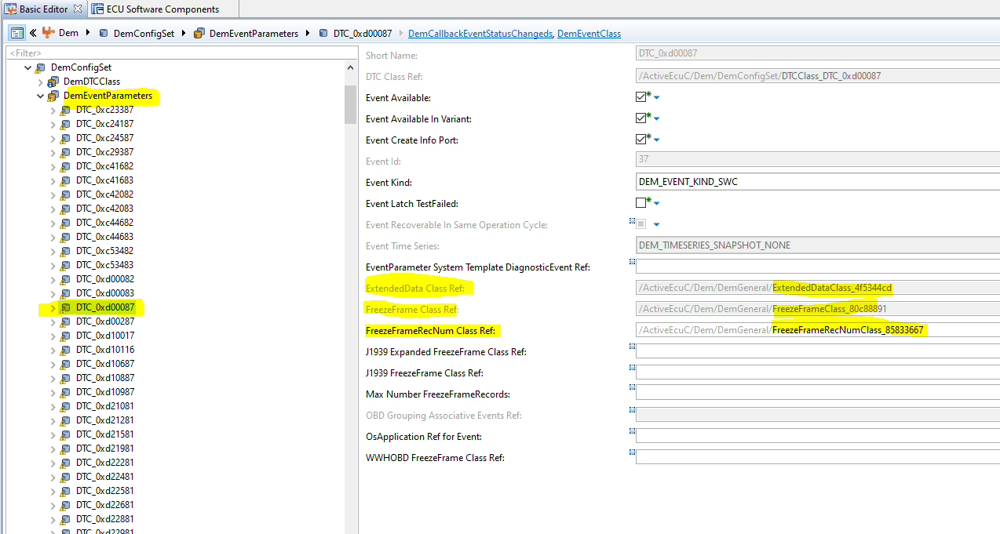 Basic Editor
ECU Software Components
Dem
DemConfigSet
DemEventParameters
DTC_0xd00087
DemCallbackEventStatusChangeds, DemEventClass
<Filter>
DemConfigSet
DemDTCClass
DemEventParameters
DTC_0xc23387
DTC_0xc24187
DTC_0xc24587
DTC_0xc29387
DTC_0xc41682
DTC_0xc41683
DTC_0xc42082
DTC_0xc42083
DTC_0xc44682
DTC_0xc44683
DTC_0xc53482
DTC_0xc53483
DTC_0xd00082
DTC_0xd00083
DTC_0xd00087
DTC_0xd00287
DTC_0xd10017
DTC_0xd10116
DTC_0xd10687
DTC_0xd10887
DTC_0xd10987
DTC_0xd21081
DTC_0xd21281
DTC_0xd21581
DTC_0xd21981
DTC_0xd22281
DTC_0xd22481
DTC_0xd22581
DTC_0xd22681
DTC_0xd22881
DTC_0xd22981
Short Name: DTC_0xd00087
DTC Class Ref: /ActiveEcuC/Dem/DemConfigSet/DTCClass_DTC_0xd00087
Event Available:
Event Available In Variant:
Event Create Info Port:
Event Id: 37
Event Kind: DEM_EVENT_KIND_SWC
Event Latch TestFailed:
Event Recoverable In Same Operation Cycle:
Event Time Series: DEM_TIMESERIES_SNAPSHOT_NONE
EventParameter System Template DiagnosticEvent Ref:
ExtendedData Class Ref: /ActiveEcuC/Dem/DemGeneral/ExtendedDataClass_4f5344cd
FreezeFrame Class Ref: /ActiveEcuC/Dem/DemGeneral/FreezeFrameClass_80c88891
FreezeFrameRecNum Class Ref: /ActiveEcuC/Dem/DemGeneral/FreezeFrameRecNumClass_85833667
J1939 Expanded FreezeFrame Class Ref:
J1939 FreezeFrame Class Ref:
Max Number FreezeFrameRecords:
OBD Grouping Associative Events Ref:
OsApplication Ref for Event:
WWHOBD FreezeFrame Class Ref: